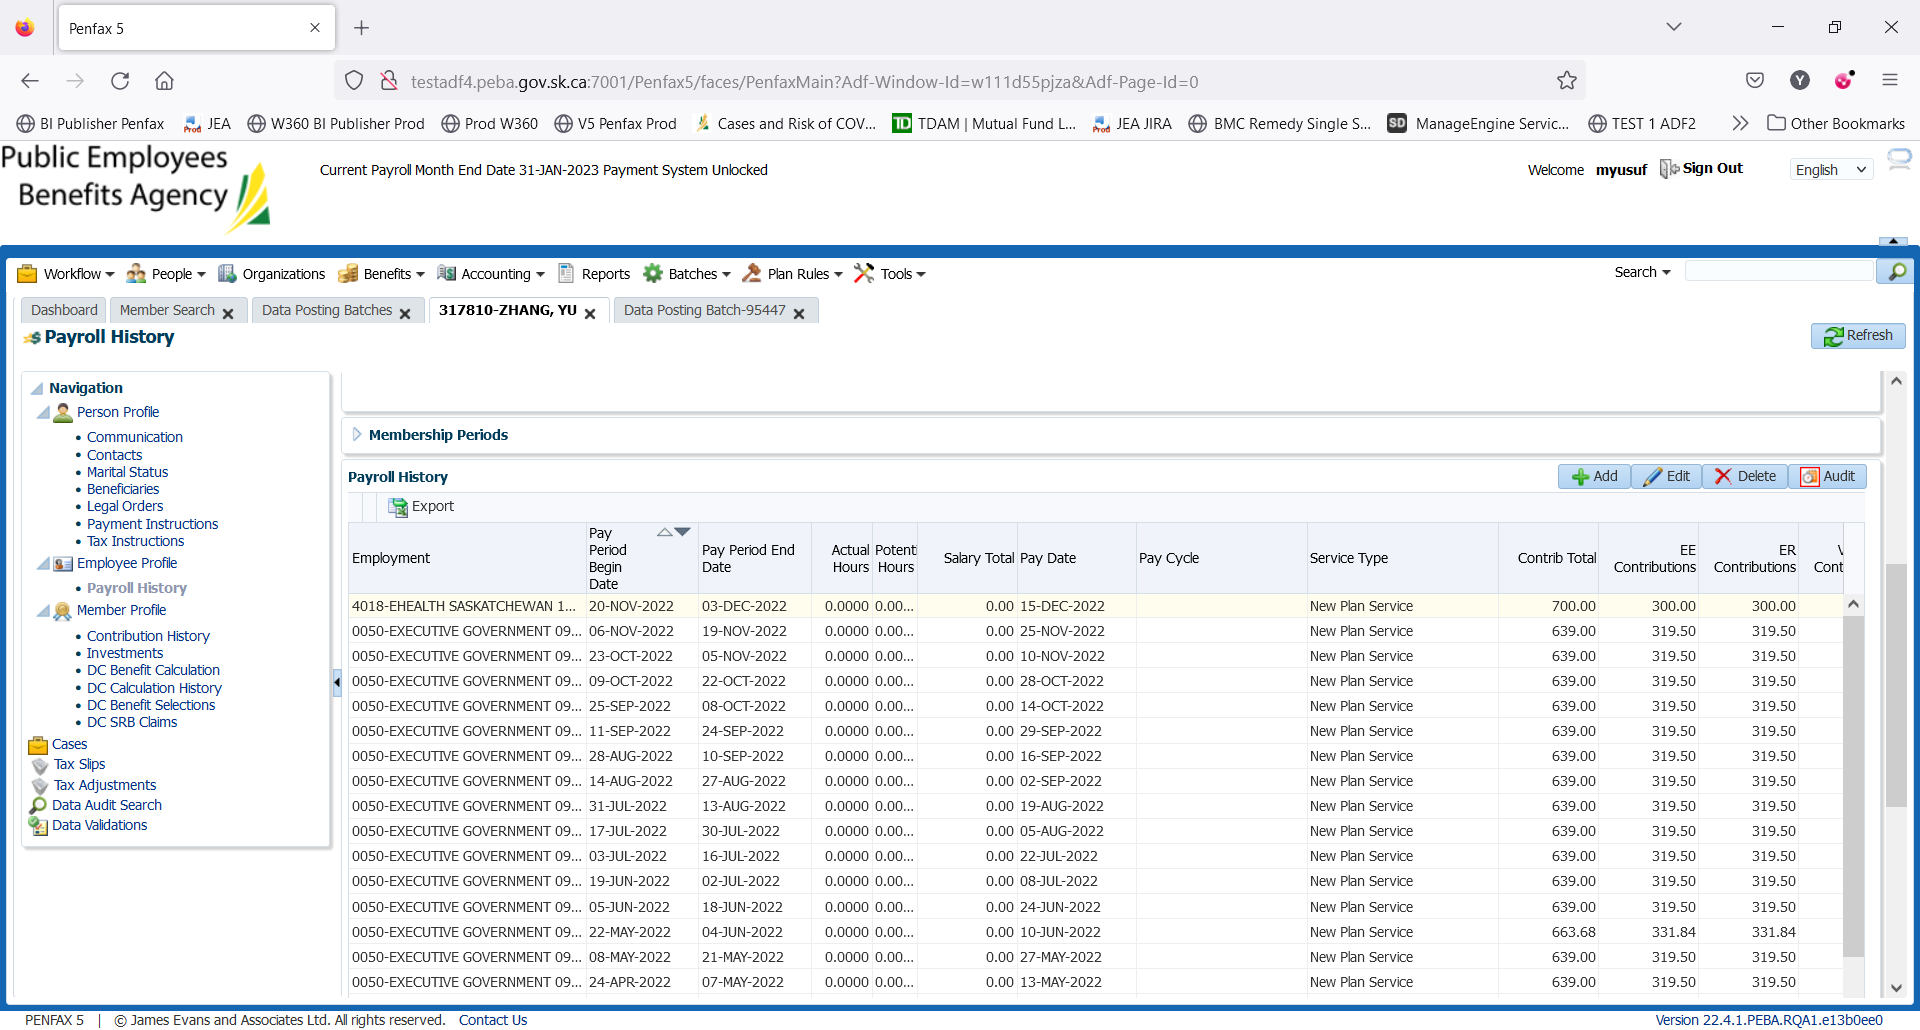 Penfax 5
testadf4.peba.gov.sk.ca:7001/Penfax5/faces/PenfaxMain?Adf-Window-Id=w111d55pjza&Adf-Page-Id=0
BI Publisher Penfax JEA W360 BI Publisher Prod Prod W360 V5 Penfax Prod Cases and Risk of COV... TDAM | Mutual Fund L... JEA JIRA BMC Remedy Single S... ManageEngine Servic... TEST 1 ADF2 Other Bookmarks
Public Employees
Benefits Agency
Current Payroll Month End Date 31-JAN-2023 Payment System Unlocked
Welcome myusuf Sign Out English
Workflow People Organizations Benefits Accounting Reports Batches Plan Rules Tools Search
Dashboard Member Search Data Posting Batches 317810-ZHANG, YU Data Posting Batch-95447
Payroll History
Refresh
Navigation
Person Profile
Communication
Contacts
Marital Status
Beneficiaries
Legal Orders
Payment Instructions
Tax Instructions
Employee Profile
Payroll History
Member Profile
Contribution History
Investments
DC Benefit Calculation
DC Calculation History
DC Benefit Selections
DC SRB Claims
Cases
Tax Slips
Tax Adjustments
Data Audit Search
Data Validations
Membership Periods
Payroll History Add Edit Delete Audit
Export
Employment Pay Period Begin Date Pay Period End Date Actual Hours Potent Hours Salary Total Pay Date Pay Cycle Service Type Contrib Total EE Contributions ER Contributions V Cont
4018-EHEALTH SASKATCHEWAN 1... 20-NOV-2022 03-DEC-2022 0.0000 0.00... 0.00 15-DEC-2022 New Plan Service 700.00 300.00 300.00
0050-EXECUTIVE GOVERNMENT 09... 06-NOV-2022 19-NOV-2022 0.0000 0.00... 0.00 25-NOV-2022 New Plan Service 639.00 319.50 319.50
0050-EXECUTIVE GOVERNMENT 09... 23-OCT-2022 05-NOV-2022 0.0000 0.00... 0.00 10-NOV-2022 New Plan Service 639.00 319.50 319.50
0050-EXECUTIVE GOVERNMENT 09... 09-OCT-2022 22-OCT-2022 0.0000 0.00... 0.00 28-OCT-2022 New Plan Service 639.00 319.50 319.50
0050-EXECUTIVE GOVERNMENT 09... 25-SEP-2022 08-OCT-2022 0.0000 0.00... 0.00 14-OCT-2022 New Plan Service 639.00 319.50 319.50
0050-EXECUTIVE GOVERNMENT 09... 11-SEP-2022 24-SEP-2022 0.0000 0.00... 0.00 29-SEP-2022 New Plan Service 639.00 319.50 319.50
0050-EXECUTIVE GOVERNMENT 09... 28-AUG-2022 10-SEP-2022 0.0000 0.00... 0.00 16-SEP-2022 New Plan Service 639.00 319.50 319.50
0050-EXECUTIVE GOVERNMENT 09... 14-AUG-2022 27-AUG-2022 0.0000 0.00... 0.00 02-SEP-2022 New Plan Service 639.00 319.50 319.50
0050-EXECUTIVE GOVERNMENT 09... 31-JUL-2022 13-AUG-2022 0.0000 0.00... 0.00 19-AUG-2022 New Plan Service 639.00 319.50 319.50
0050-EXECUTIVE GOVERNMENT 09... 17-JUL-2022 30-JUL-2022 0.0000 0.00... 0.00 05-AUG-2022 New Plan Service 639.00 319.50 319.50
0050-EXECUTIVE GOVERNMENT 09... 03-JUL-2022 16-JUL-2022 0.0000 0.00... 0.00 22-JUL-2022 New Plan Service 639.00 319.50 319.50
0050-EXECUTIVE GOVERNMENT 09... 19-JUN-2022 02-JUL-2022 0.0000 0.00... 0.00 08-JUL-2022 New Plan Service 639.00 319.50 319.50
0050-EXECUTIVE GOVERNMENT 09... 05-JUN-2022 18-JUN-2022 0.0000 0.00... 0.00 24-JUN-2022 New Plan Service 639.00 319.50 319.50
0050-EXECUTIVE GOVERNMENT 09... 22-MAY-2022 04-JUN-2022 0.0000 0.00... 0.00 10-JUN-2022 New Plan Service 663.68 331.84 331.84
0050-EXECUTIVE GOVERNMENT 09... 08-MAY-2022 21-MAY-2022 0.0000 0.00... 0.00 27-MAY-2022 New Plan Service 639.00 319.50 319.50
0050-EXECUTIVE GOVERNMENT 09... 24-APR-2022 07-MAY-2022 0.0000 0.00... 0.00 13-MAY-2022 New Plan Service 639.00 319.50 319.50
PENFAX 5 | © James Evans and Associates Ltd. All rights reserved. Contact Us Version 22.4.1.PEBA.RQA1.e13b0ee0